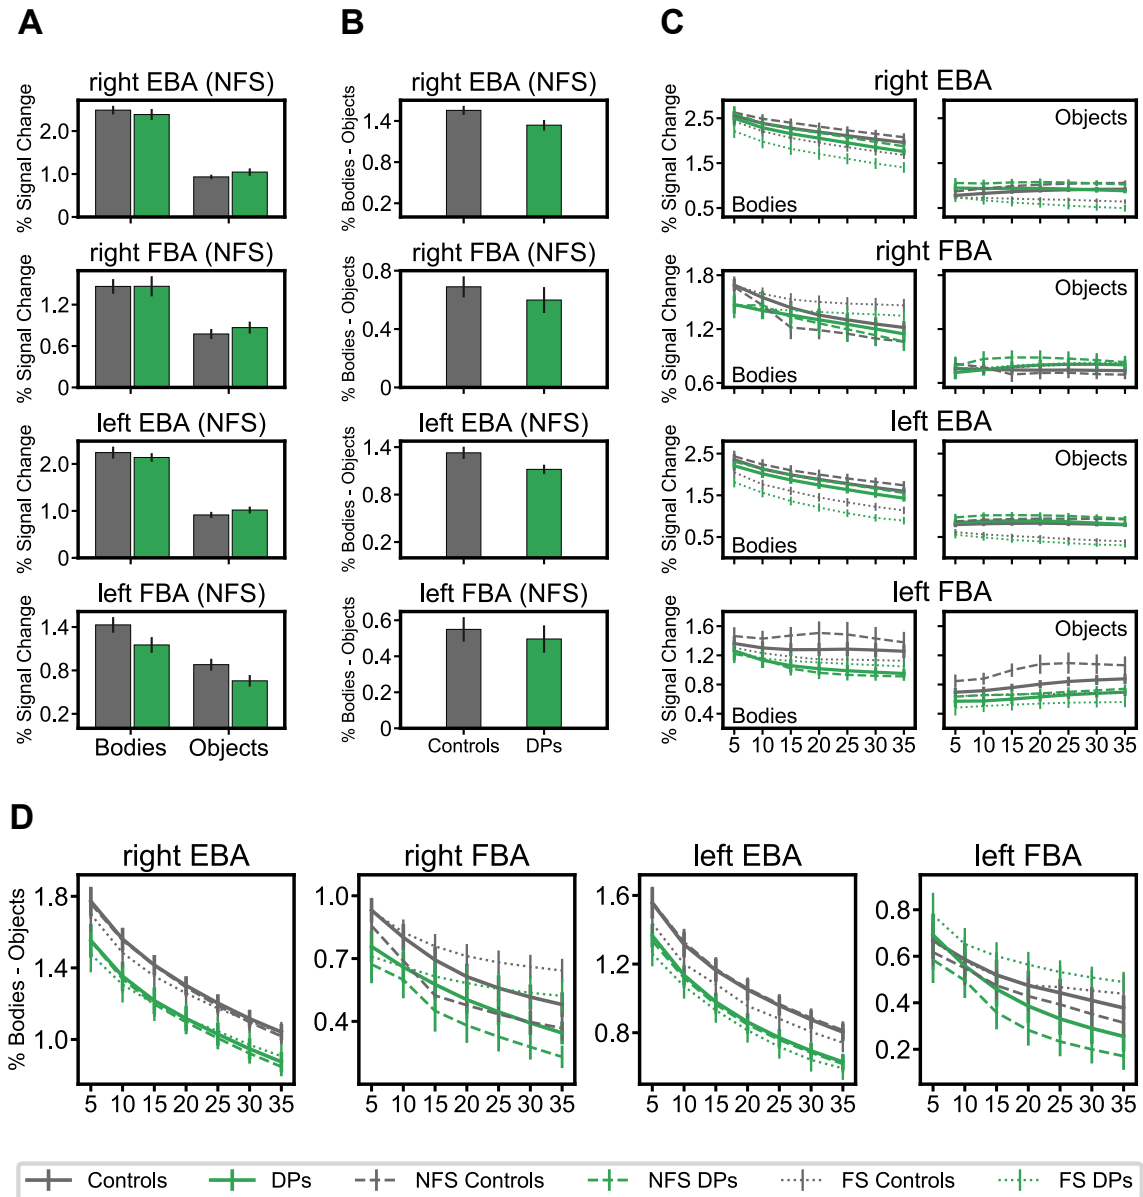 A
B
C
right EBA (NFS)
% Signal Change
2.0
1.0
0
right FBA (NFS)
% Signal Change
1.2
0.6
0
left EBA (NFS)
% Signal Change
2.0
1.0
0
left FBA (NFS)
% Signal Change
1.4
0.8
0.2
Bodies Objects
right EBA (NFS)
% Bodies - Objects
1.4
0.8
0.2
right FBA (NFS)
% Bodies - Objects
0.8
0.4
0
left EBA (NFS)
% Bodies - Objects
1.4
0.8
0.2
left FBA (NFS)
% Bodies - Objects
0.6
0.4
0.2
0
Controls DPs
right EBA
% Signal Change
2.5
1.5
0.5
Bodies
Objects
right FBA
% Signal Change
1.8
1.2
0.6
Bodies
Objects
left EBA
% Signal Change
2.5
1.5
0.5
Bodies
Objects
left FBA
% Signal Change
1.6
1.2
0.8
0.4
Bodies
Objects
5 10 15 20 25 30 35
5 10 15 20 25 30 35
D
% Bodies - Objects
right EBA
1.8
1.4
1.0
5 10 15 20 25 30 35
right FBA
1.0
0.7
0.4
5 10 15 20 25 30 35
left EBA
1.6
1.2
0.8
5 10 15 20 25 30 35
left FBA
0.8
0.6
0.4
0.2
5 10 15 20 25 30 35
Controls DPs NFS Controls NFS DPs FS Controls FS DPs